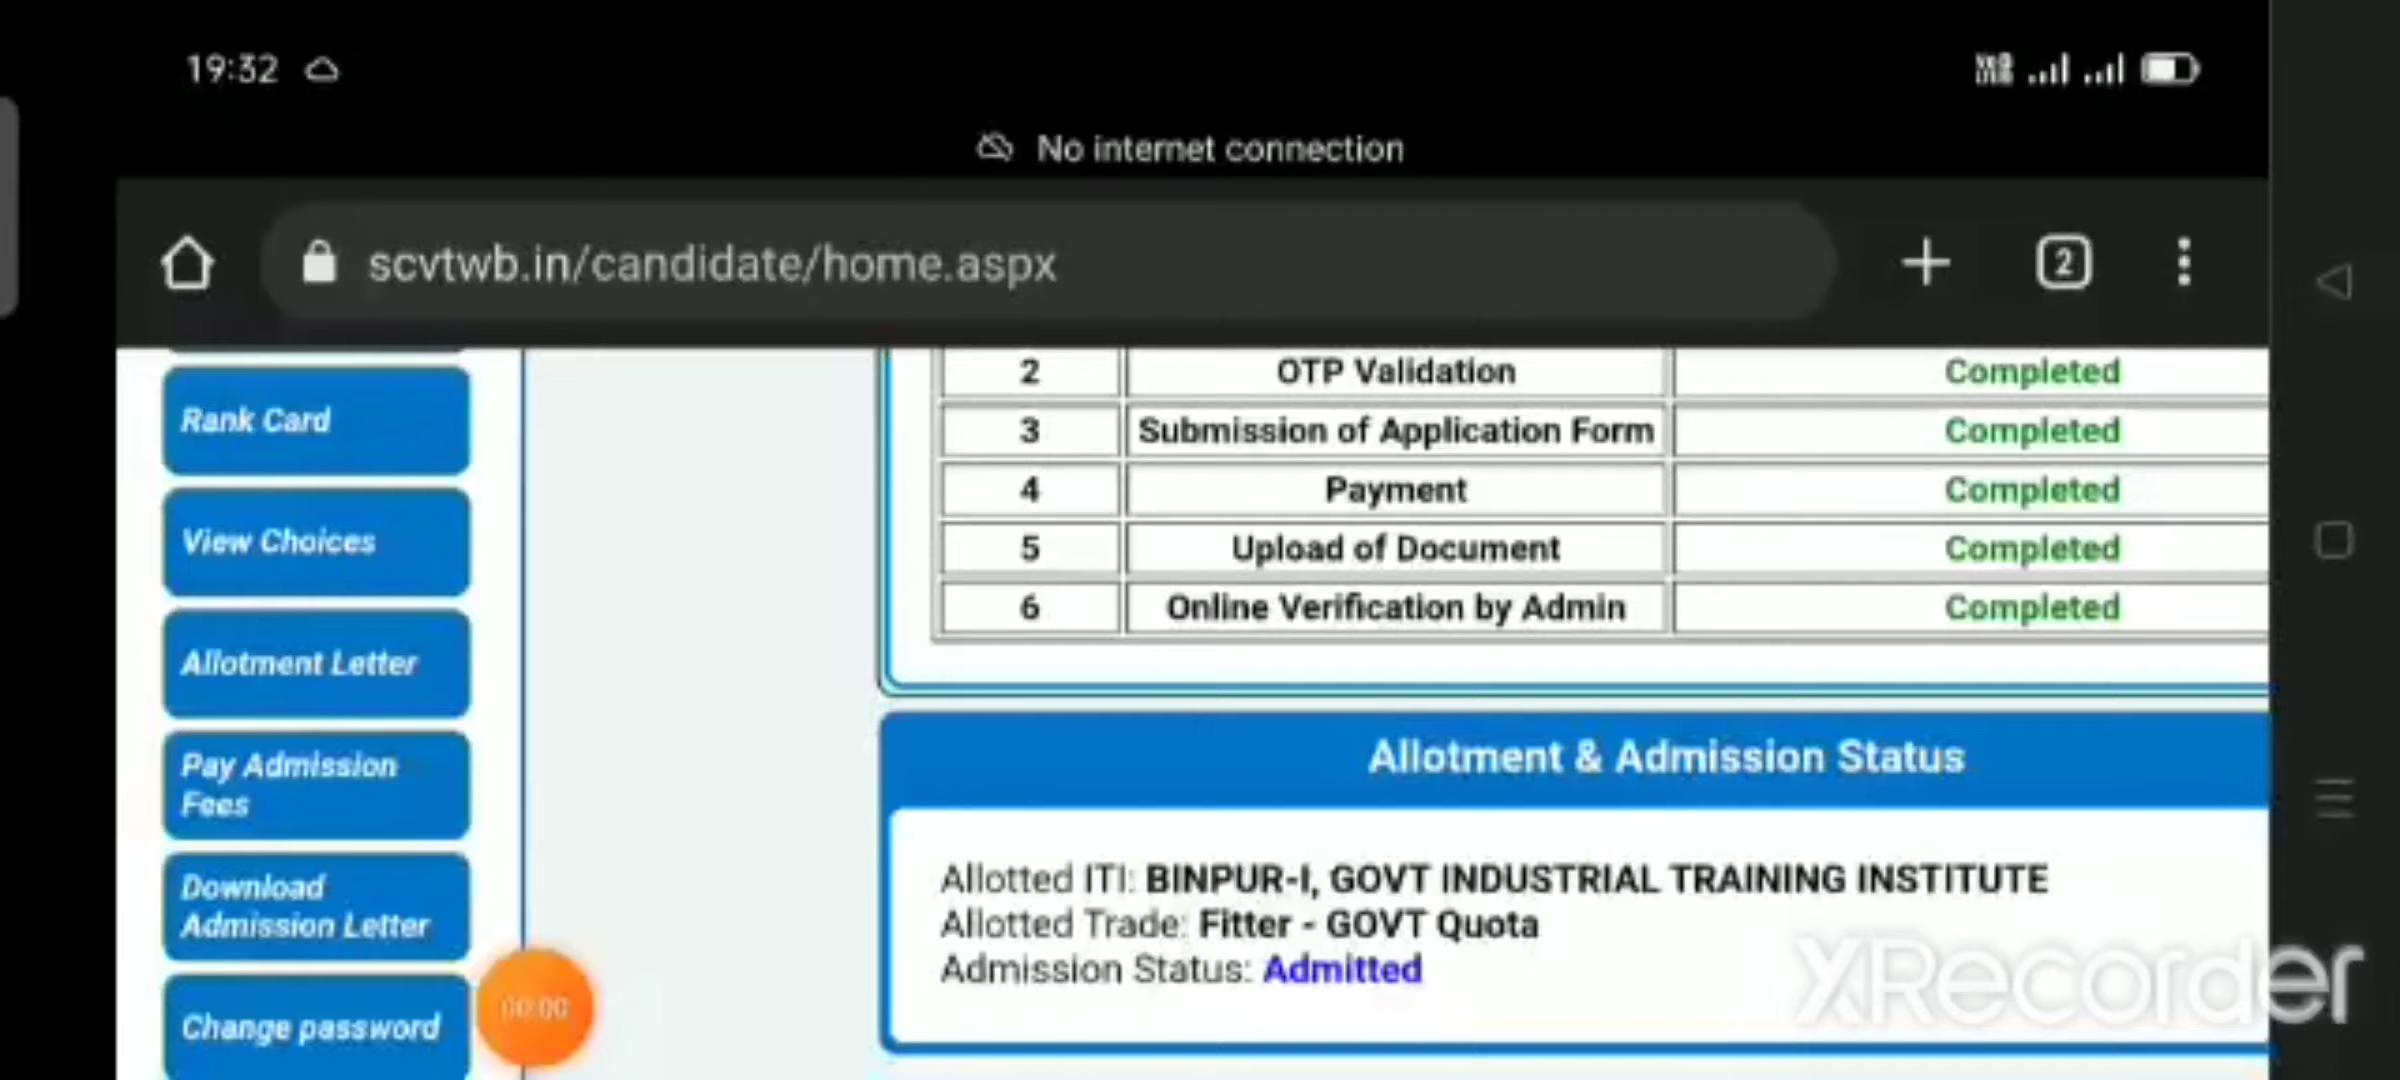 19:32
No internet connection
scvtwb.in/candidate/home.aspx
2
Rank Card
View Choices
Allotment Letter
Pay Admission
Fees
Download
Admission Letter
Change password
2 OTP Validation Completed
3 Submission of Application Form Completed
4 Payment Completed
5 Upload of Document Completed
6 Online Verification by Admin Completed
Allotment & Admission Status
Allotted ITI: BINPUR-I, GOVT INDUSTRIAL TRAINING INSTITUTE
Allotted Trade: Fitter - GOVT Quota
Admission Status: Admitted
00:00
XRecorder